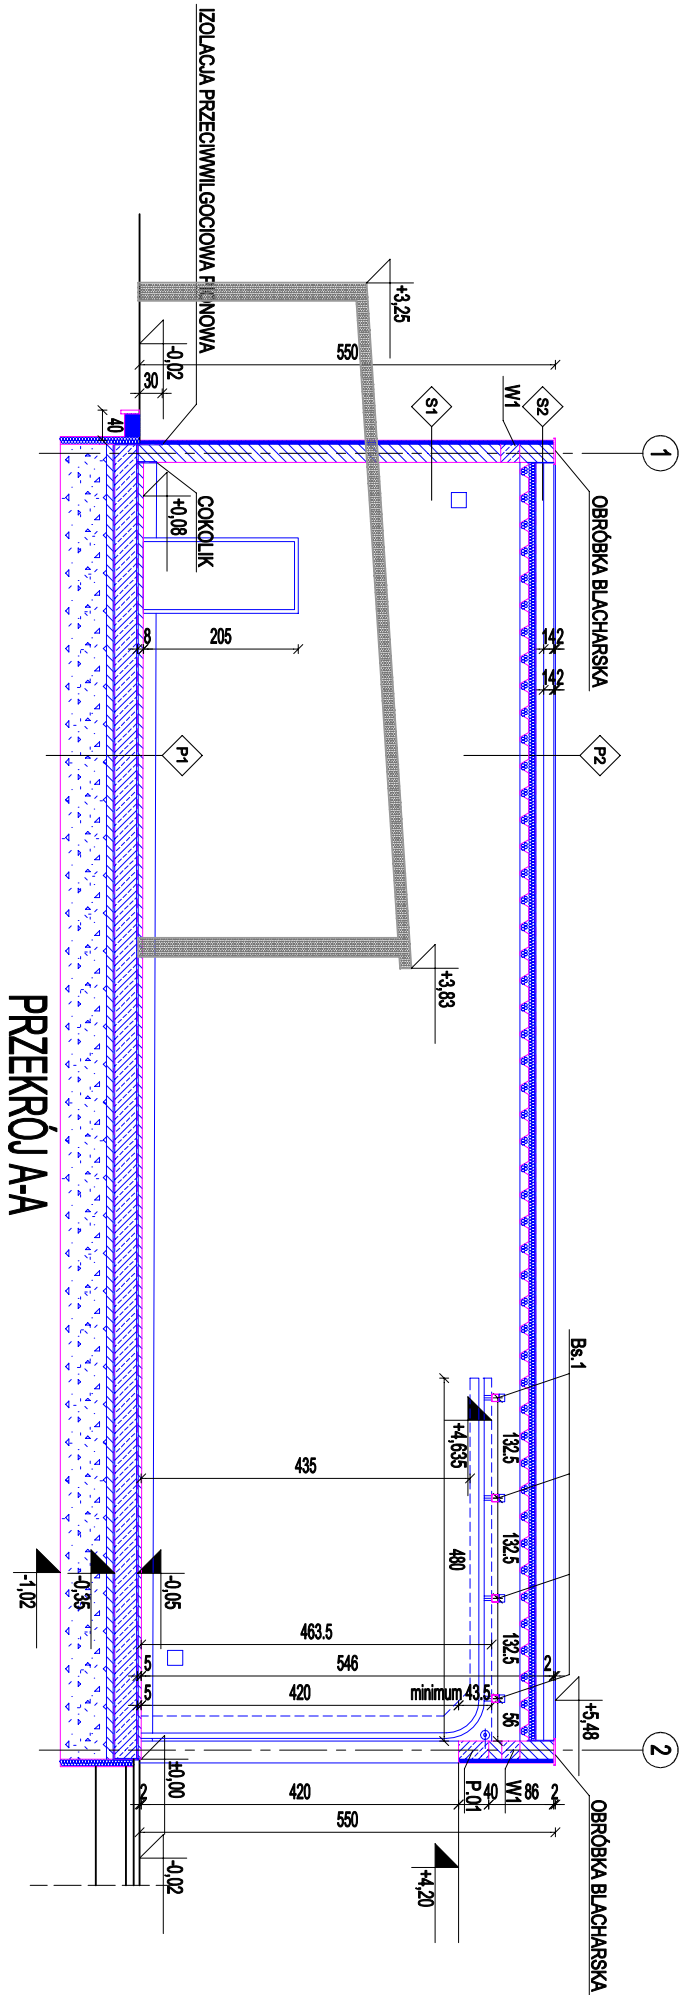 1
2
OBRÓBKA BLACHARSKA
OBRÓBKA BLACHARSKA
S2
W1
S1
P2
P1
IZOLACJA PRZECIWWILGOCIOWA PIONOWA
+3,25
550
-0,02
30
40
COKOLIK
+0,08
8
205
142
142
+3,83
Bs.1
132.5
132.5
132.5
56
+4,635
435
480
463.5
5
546
2
5
420
minimum 43.5
+5,48
-0,05
-0,35
-1,02
±0,00
2
420
P.01
40
W1
86
2
550
-0,02
+4,20
PRZEKRÓJ A-A